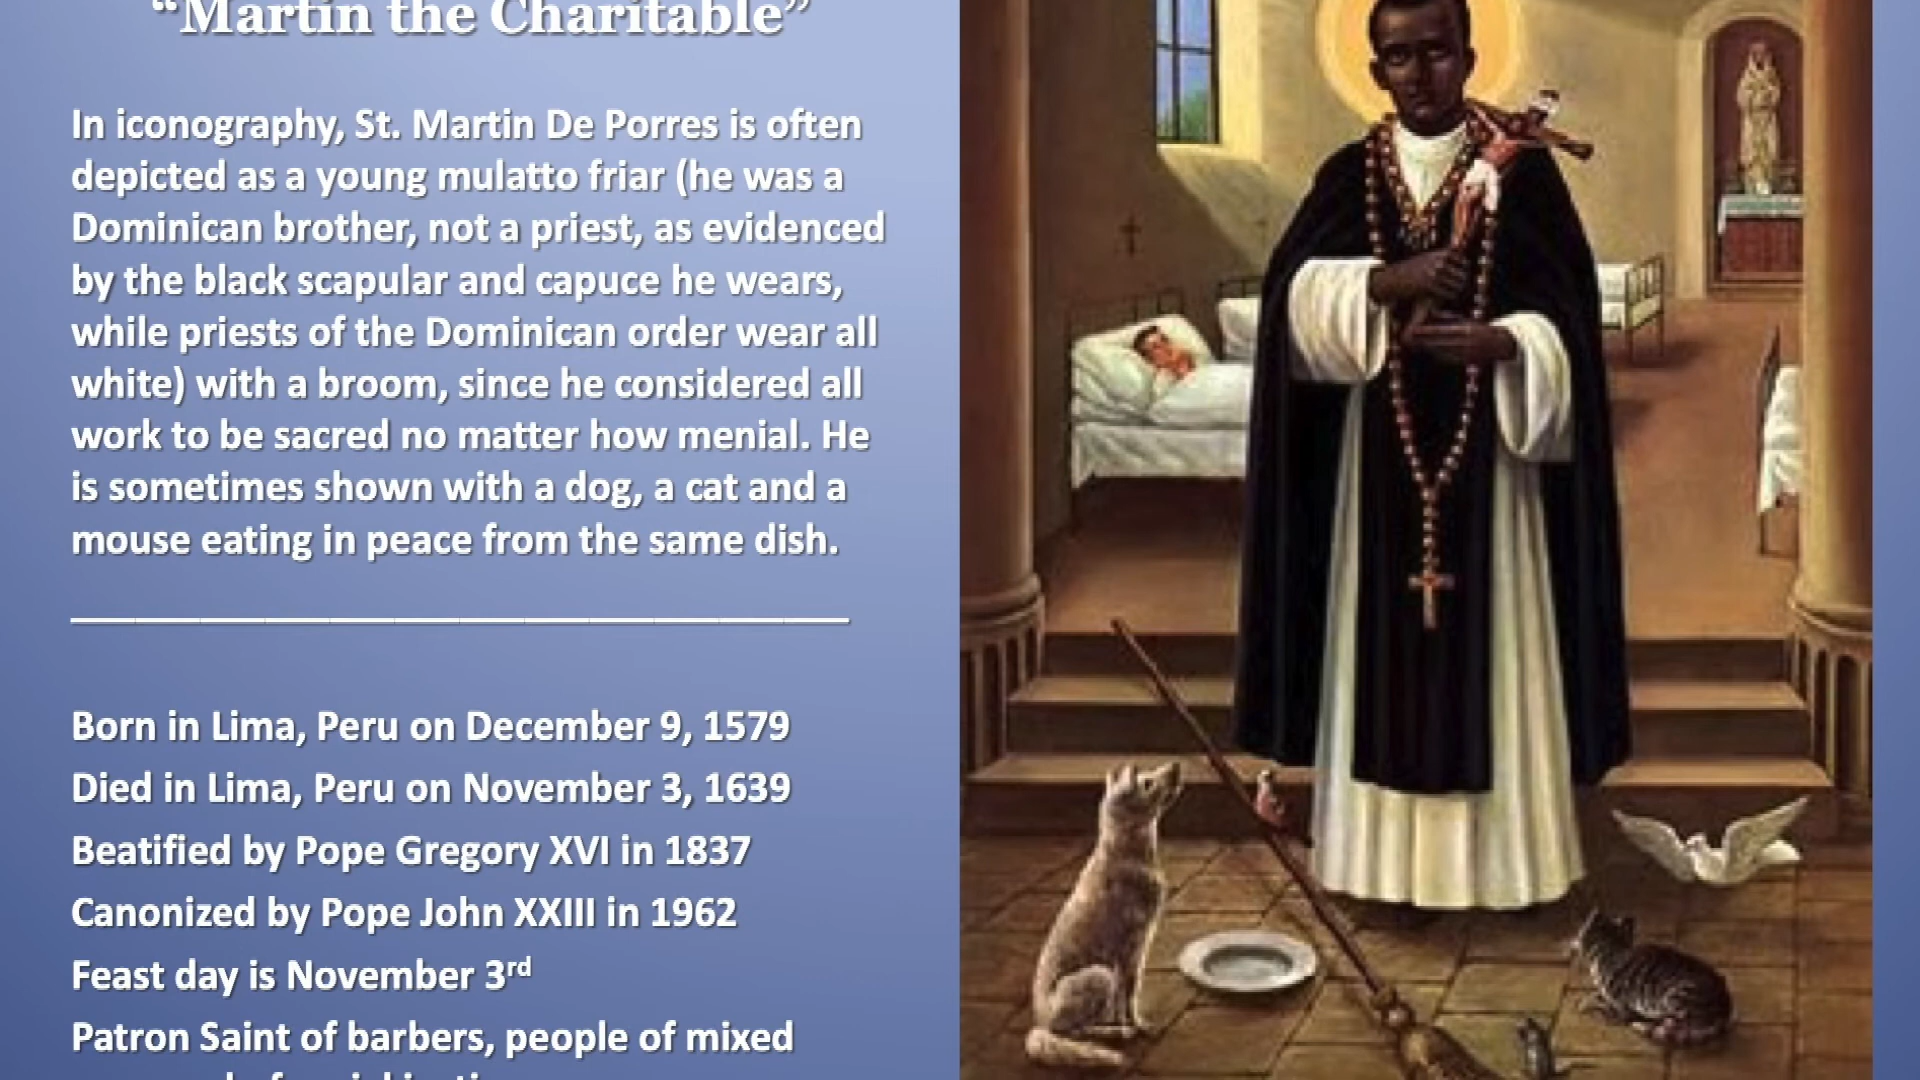 “Martin the Charitable”
In iconography, St. Martin De Porres is often
depicted as a young mulatto friar (he was a
Dominican brother, not a priest, as evidenced
by the black scapular and capuce he wears,
while priests of the Dominican order wear all
white) with a broom, since he considered all
work to be sacred no matter how menial. He
is sometimes shown with a dog, a cat and a
mouse eating in peace from the same dish.
Born in Lima, Peru on December 9, 1579
Died in Lima, Peru on November 3, 1639
Beatified by Pope Gregory XVI in 1837
Canonized by Pope John XXIII in 1962
Feast day is November 3rd
Patron Saint of barbers, people of mixed